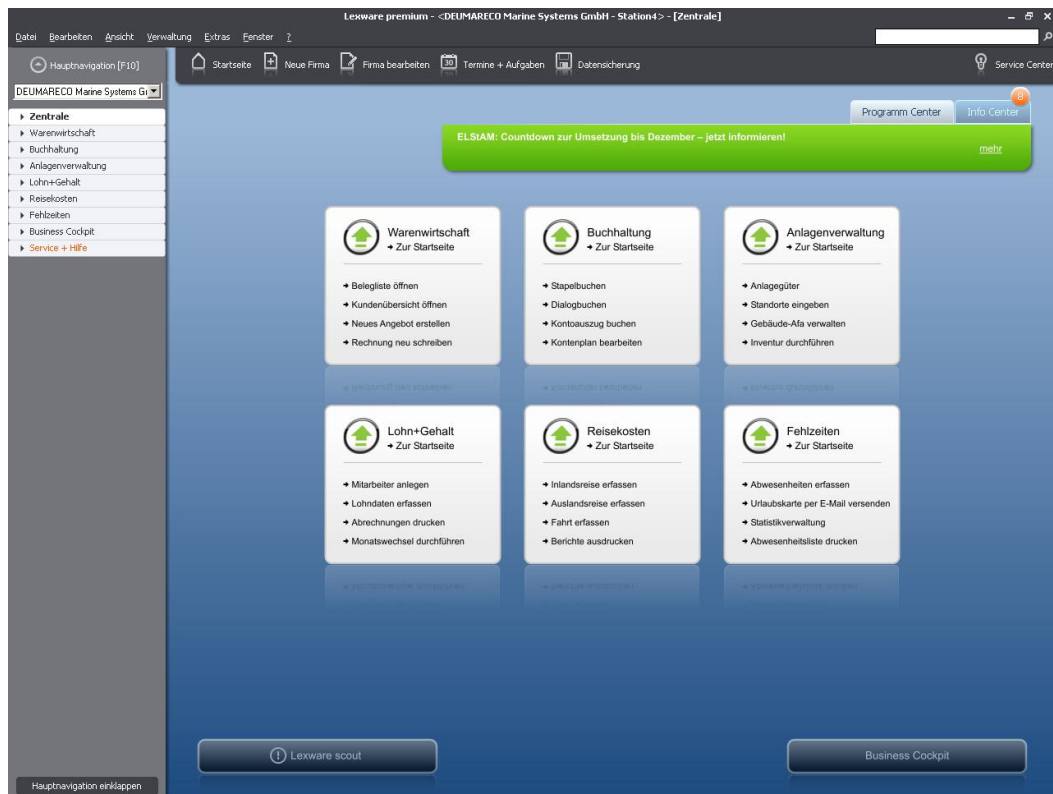 Lexware premium - <DEUMARECO Marine Systems GmbH - Station4> - [Zentrale]
Datei Bearbeiten Ansicht Verwaltung Extras Fenster ?
Hauptnavigation [F10]
Startseite Neue Firma Firma bearbeiten 30 Termine + Aufgaben Datensicherung Service Center
DEUMARECO Marine Systems G
Zentrale
Warenwirtschaft
Buchhaltung
Anlagenverwaltung
Lohn+Gehalt
Reisekosten
Fehlzeiten
Business Cockpit
Service + Hilfe
8
Programm Center Info Center
ELStAM: Countdown zur Umsetzung bis Dezember – jetzt informieren!
mehr
Warenwirtschaft
Zur Startseite
Belegliste öffnen
Kundenübersicht öffnen
Neues Angebot erstellen
Rechnung neu schreiben
Buchhaltung
Zur Startseite
Stapelbuchen
Dialogbuchen
Kontoauszug buchen
Kontenplan bearbeiten
Anlagenverwaltung
Zur Startseite
Anlagegüter
Standorte eingeben
Gebäude-Afa verwalten
Inventur durchführen
Lohn+Gehalt
Zur Startseite
Mitarbeiter anlegen
Lohndaten erfassen
Abrechnungen drucken
Monatswechsel durchführen
Reisekosten
Zur Startseite
Inlandsreise erfassen
Auslandsreise erfassen
Fahrt erfassen
Berichte ausdrucken
Fehlzeiten
Zur Startseite
Abwesenheiten erfassen
Urlaubskarte per E-Mail versenden
Statistikverwaltung
Abwesenheitsliste drucken
Lexware scout
Business Cockpit
Hauptnavigation einklappen